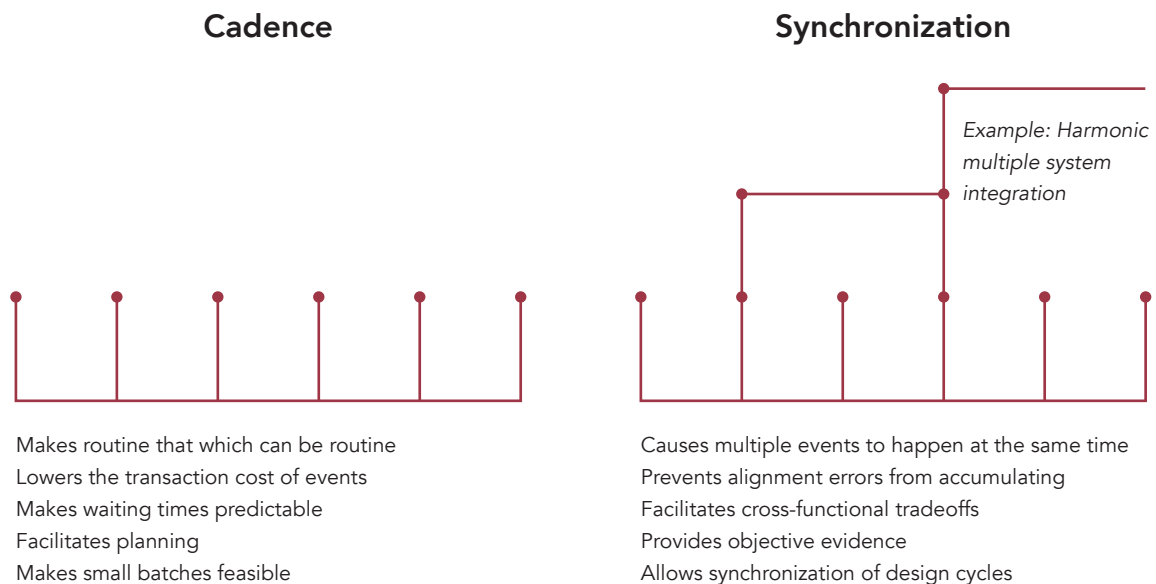 Cadence
Makes routine that which can be routine
Lowers the transaction cost of events
Makes waiting times predictable
Facilitates planning
Makes small batches feasible
Synchronization
Example: Harmonic
multiple system
integration
Causes multiple events to happen at the same time
Prevents alignment errors from accumulating
Facilitates cross-functional tradeoffs
Provides objective evidence
Allows synchronization of design cycles